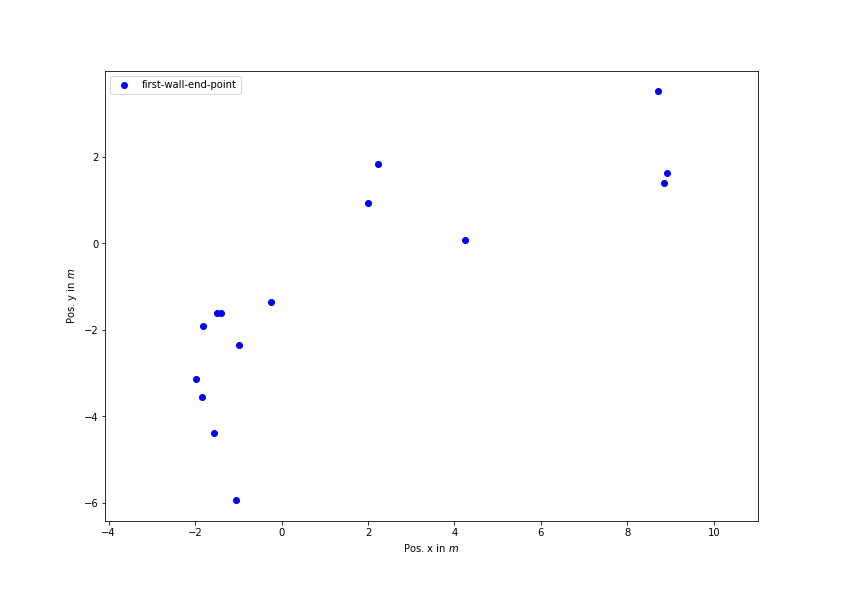 first-wall-end-point
2
0
−2
−4
−6
Pos. y in m
−4 −2 0 2 4 6 8 10
Pos. x in m